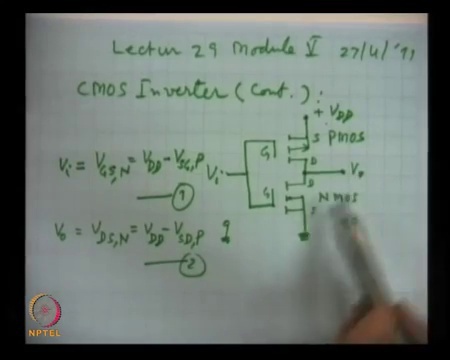 Lectur 29 Module V 27/4/'99
CMOS Inverter (Cont.) :
+ VDD
S PMOS
G
D
Vi = VGS,N = VDD - VSG,P
Vi
Vo
①
D
G
NMOS
S
Vo = VDS,N = VDD - VSD,P
②
NPTEL